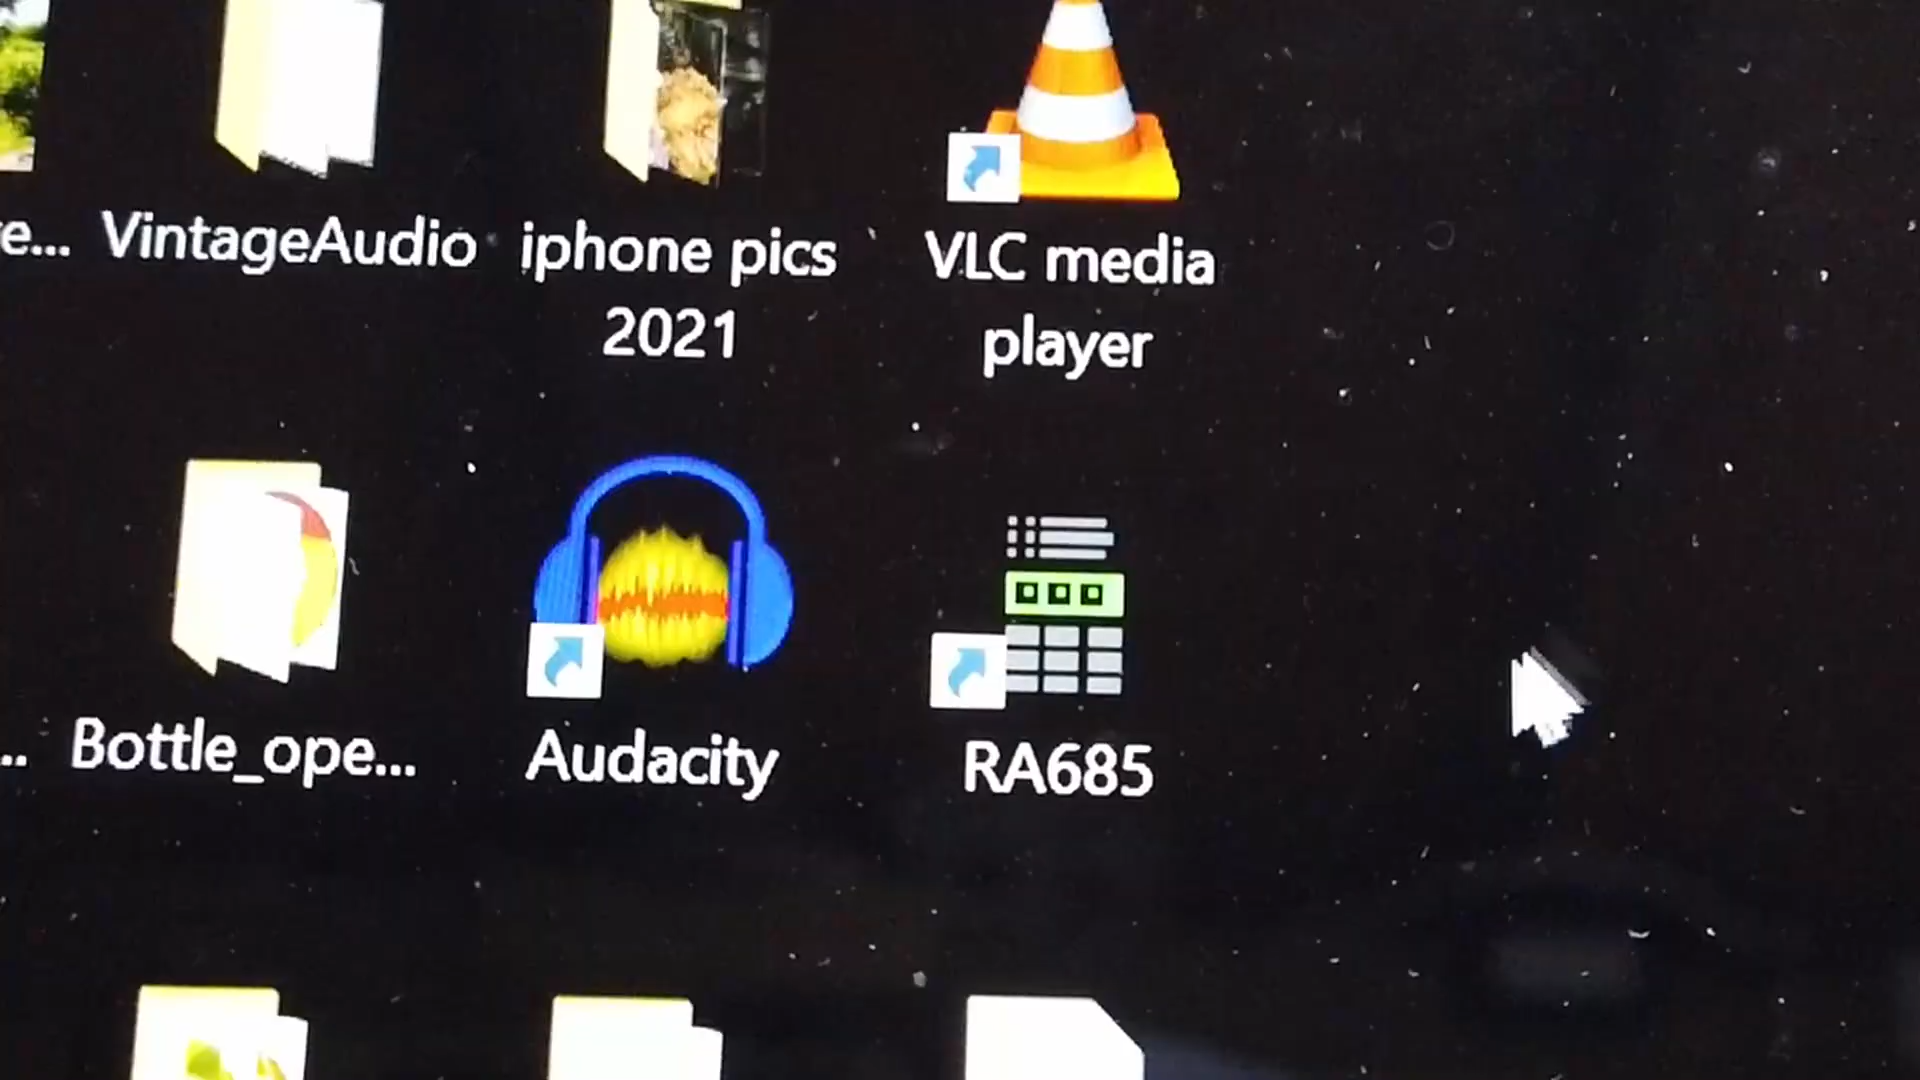 e...
VintageAudio
iphone pics
2021
VLC media
player
...
Bottle_ope...
Audacity
RA685